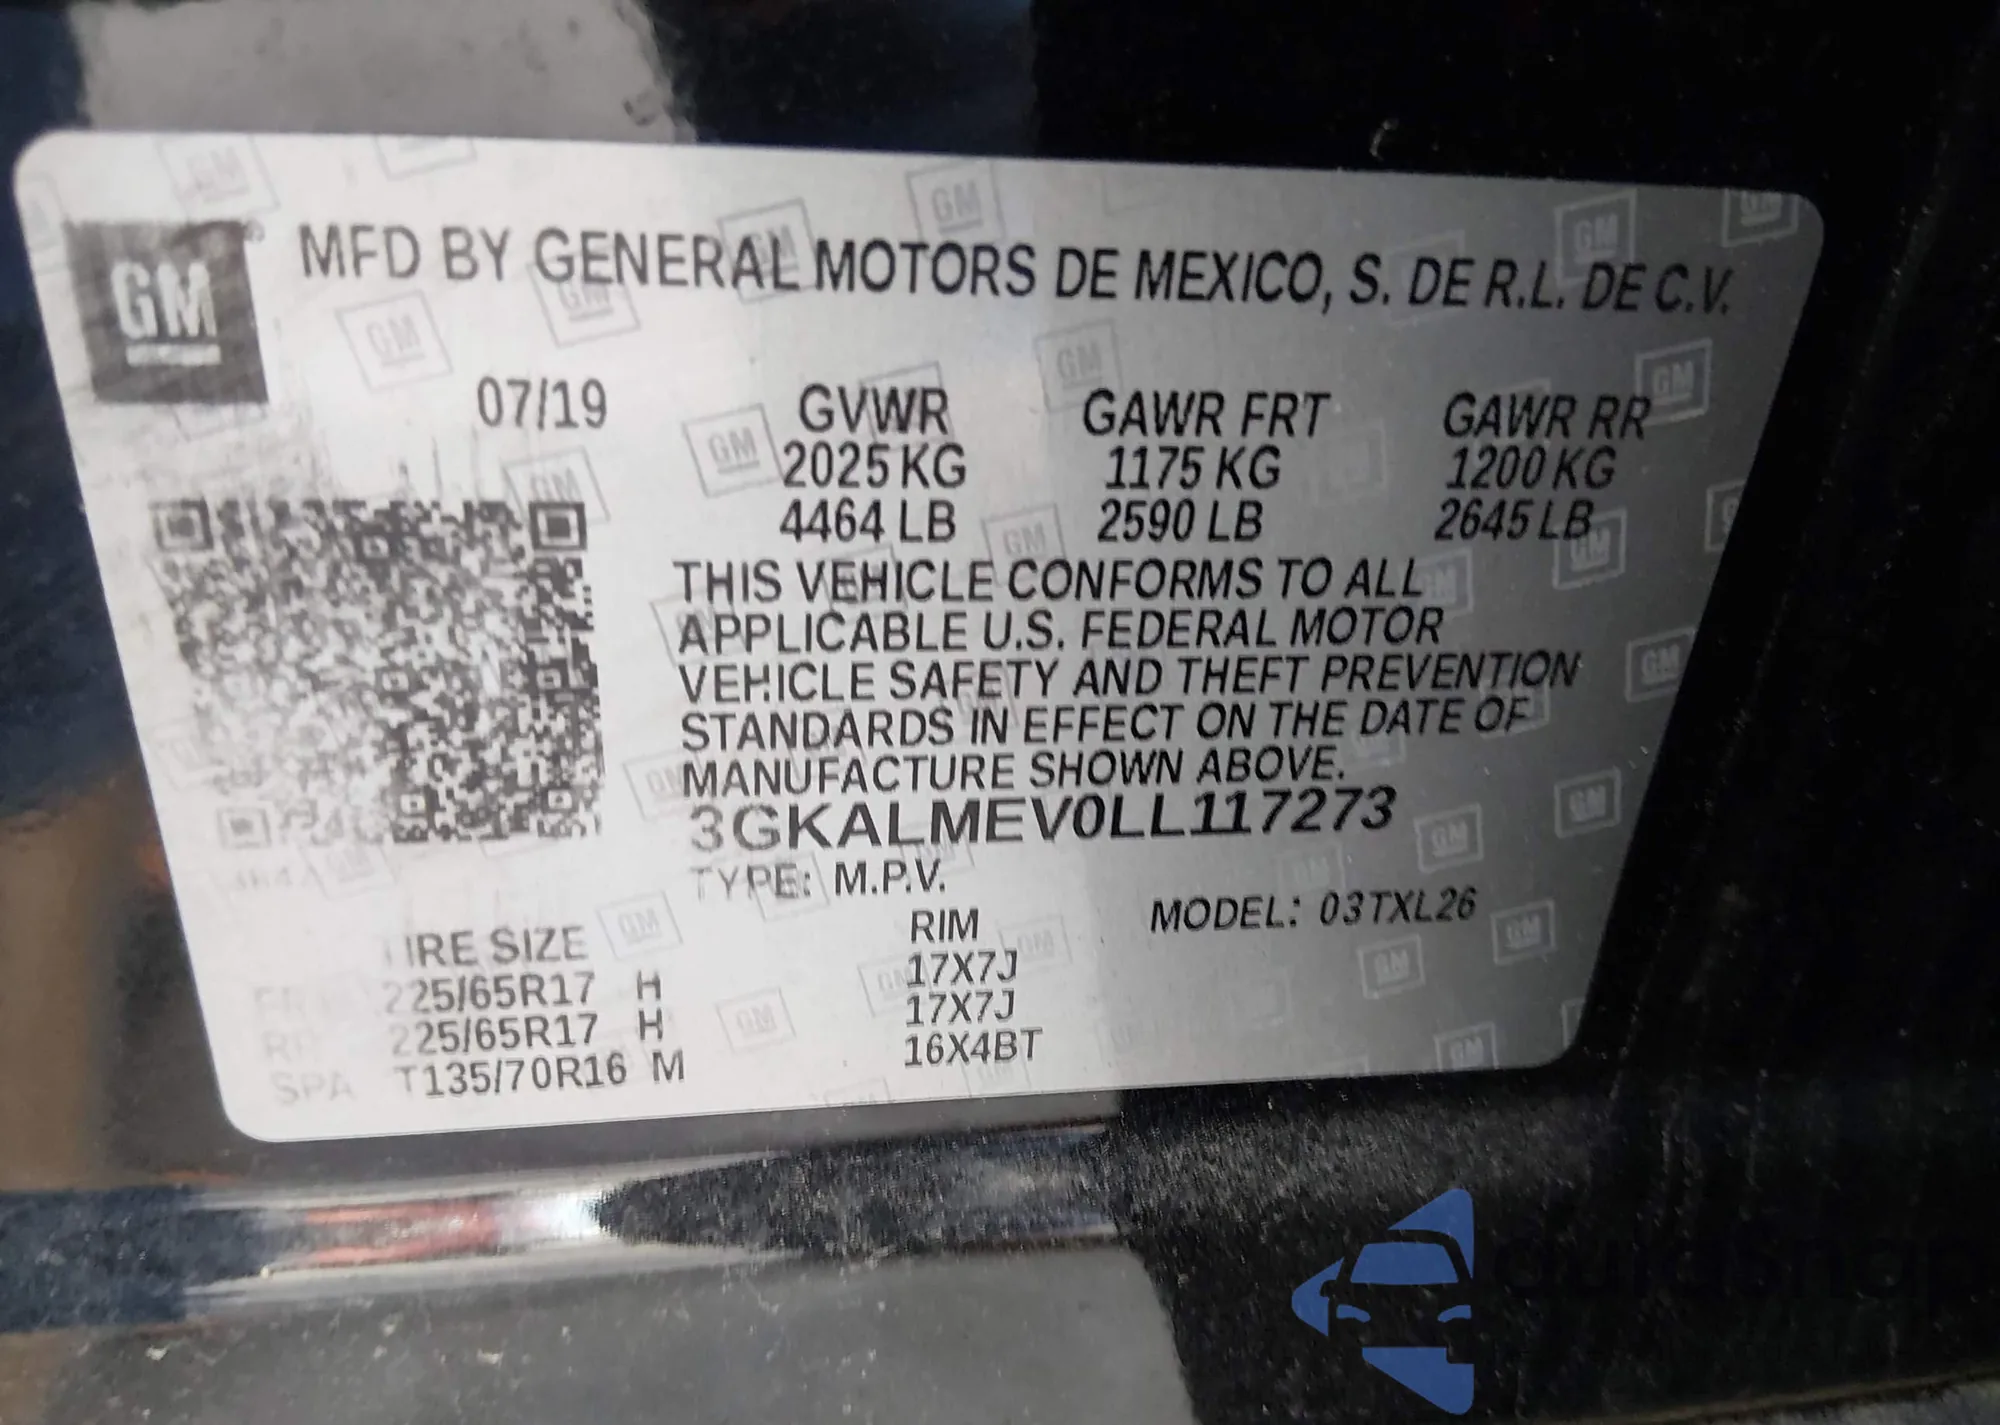 GM
MFD BY GENERAL MOTORS DE MEXICO, S. DE R.L. DE C.V.
07/19 GVWR GAWR FRT GAWR RR
2025 KG 1175 KG 1200 KG
4464 LB 2590 LB 2645 LB
THIS VEHICLE CONFORMS TO ALL
APPLICABLE U.S. FEDERAL MOTOR
VEHICLE SAFETY AND THEFT PREVENTION
STANDARDS IN EFFECT ON THE DATE OF
MANUFACTURE SHOWN ABOVE.
3GKALMEV0LL117273
TYPE: M.P.V. MODEL: 03TXL26
TIRE SIZE RIM
225/65R17 H 17X7J
225/65R17 H 17X7J
SPA T135/70R16 M 16X4BT